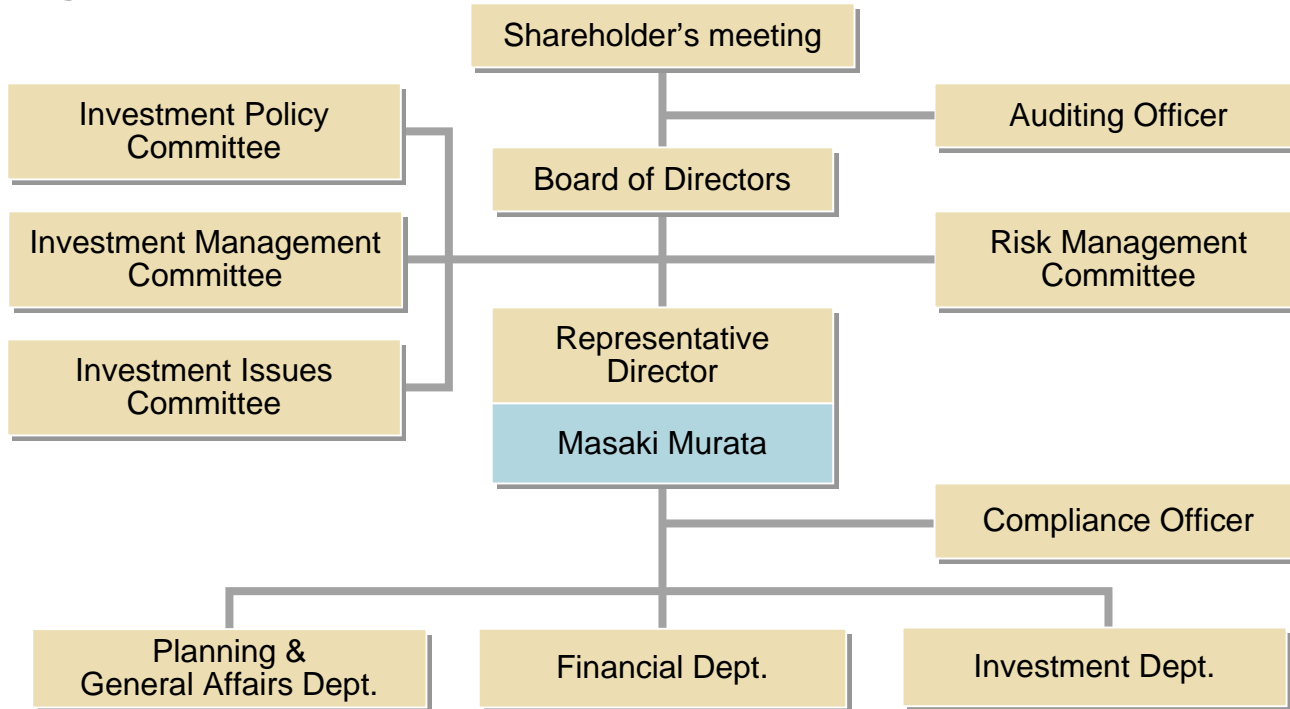 Shareholder's meeting
Investment Policy
Committee
Auditing Officer
Board of Directors
Investment Management
Committee
Risk Management
Committee
Representative
Director
Investment Issues
Committee
Masaki Murata
Compliance Officer
Planning &
General Affairs Dept.
Financial Dept.
Investment Dept.